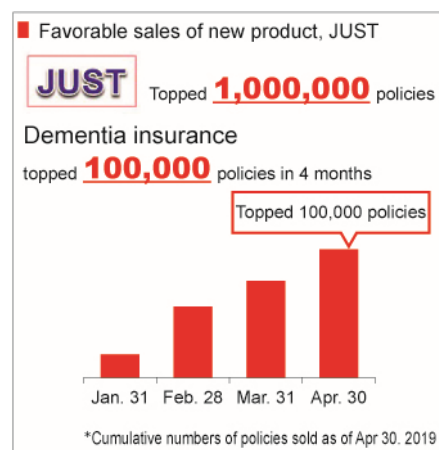 Favorable sales of new product, JUST
JUST Topped 1,000,000 policies
Dementia insurance
topped 100,000 policies in 4 months
Topped 100,000 policies
Jan. 31 Feb. 28 Mar. 31 Apr. 30
*Cumulative numbers of policies sold as of Apr 30. 2019